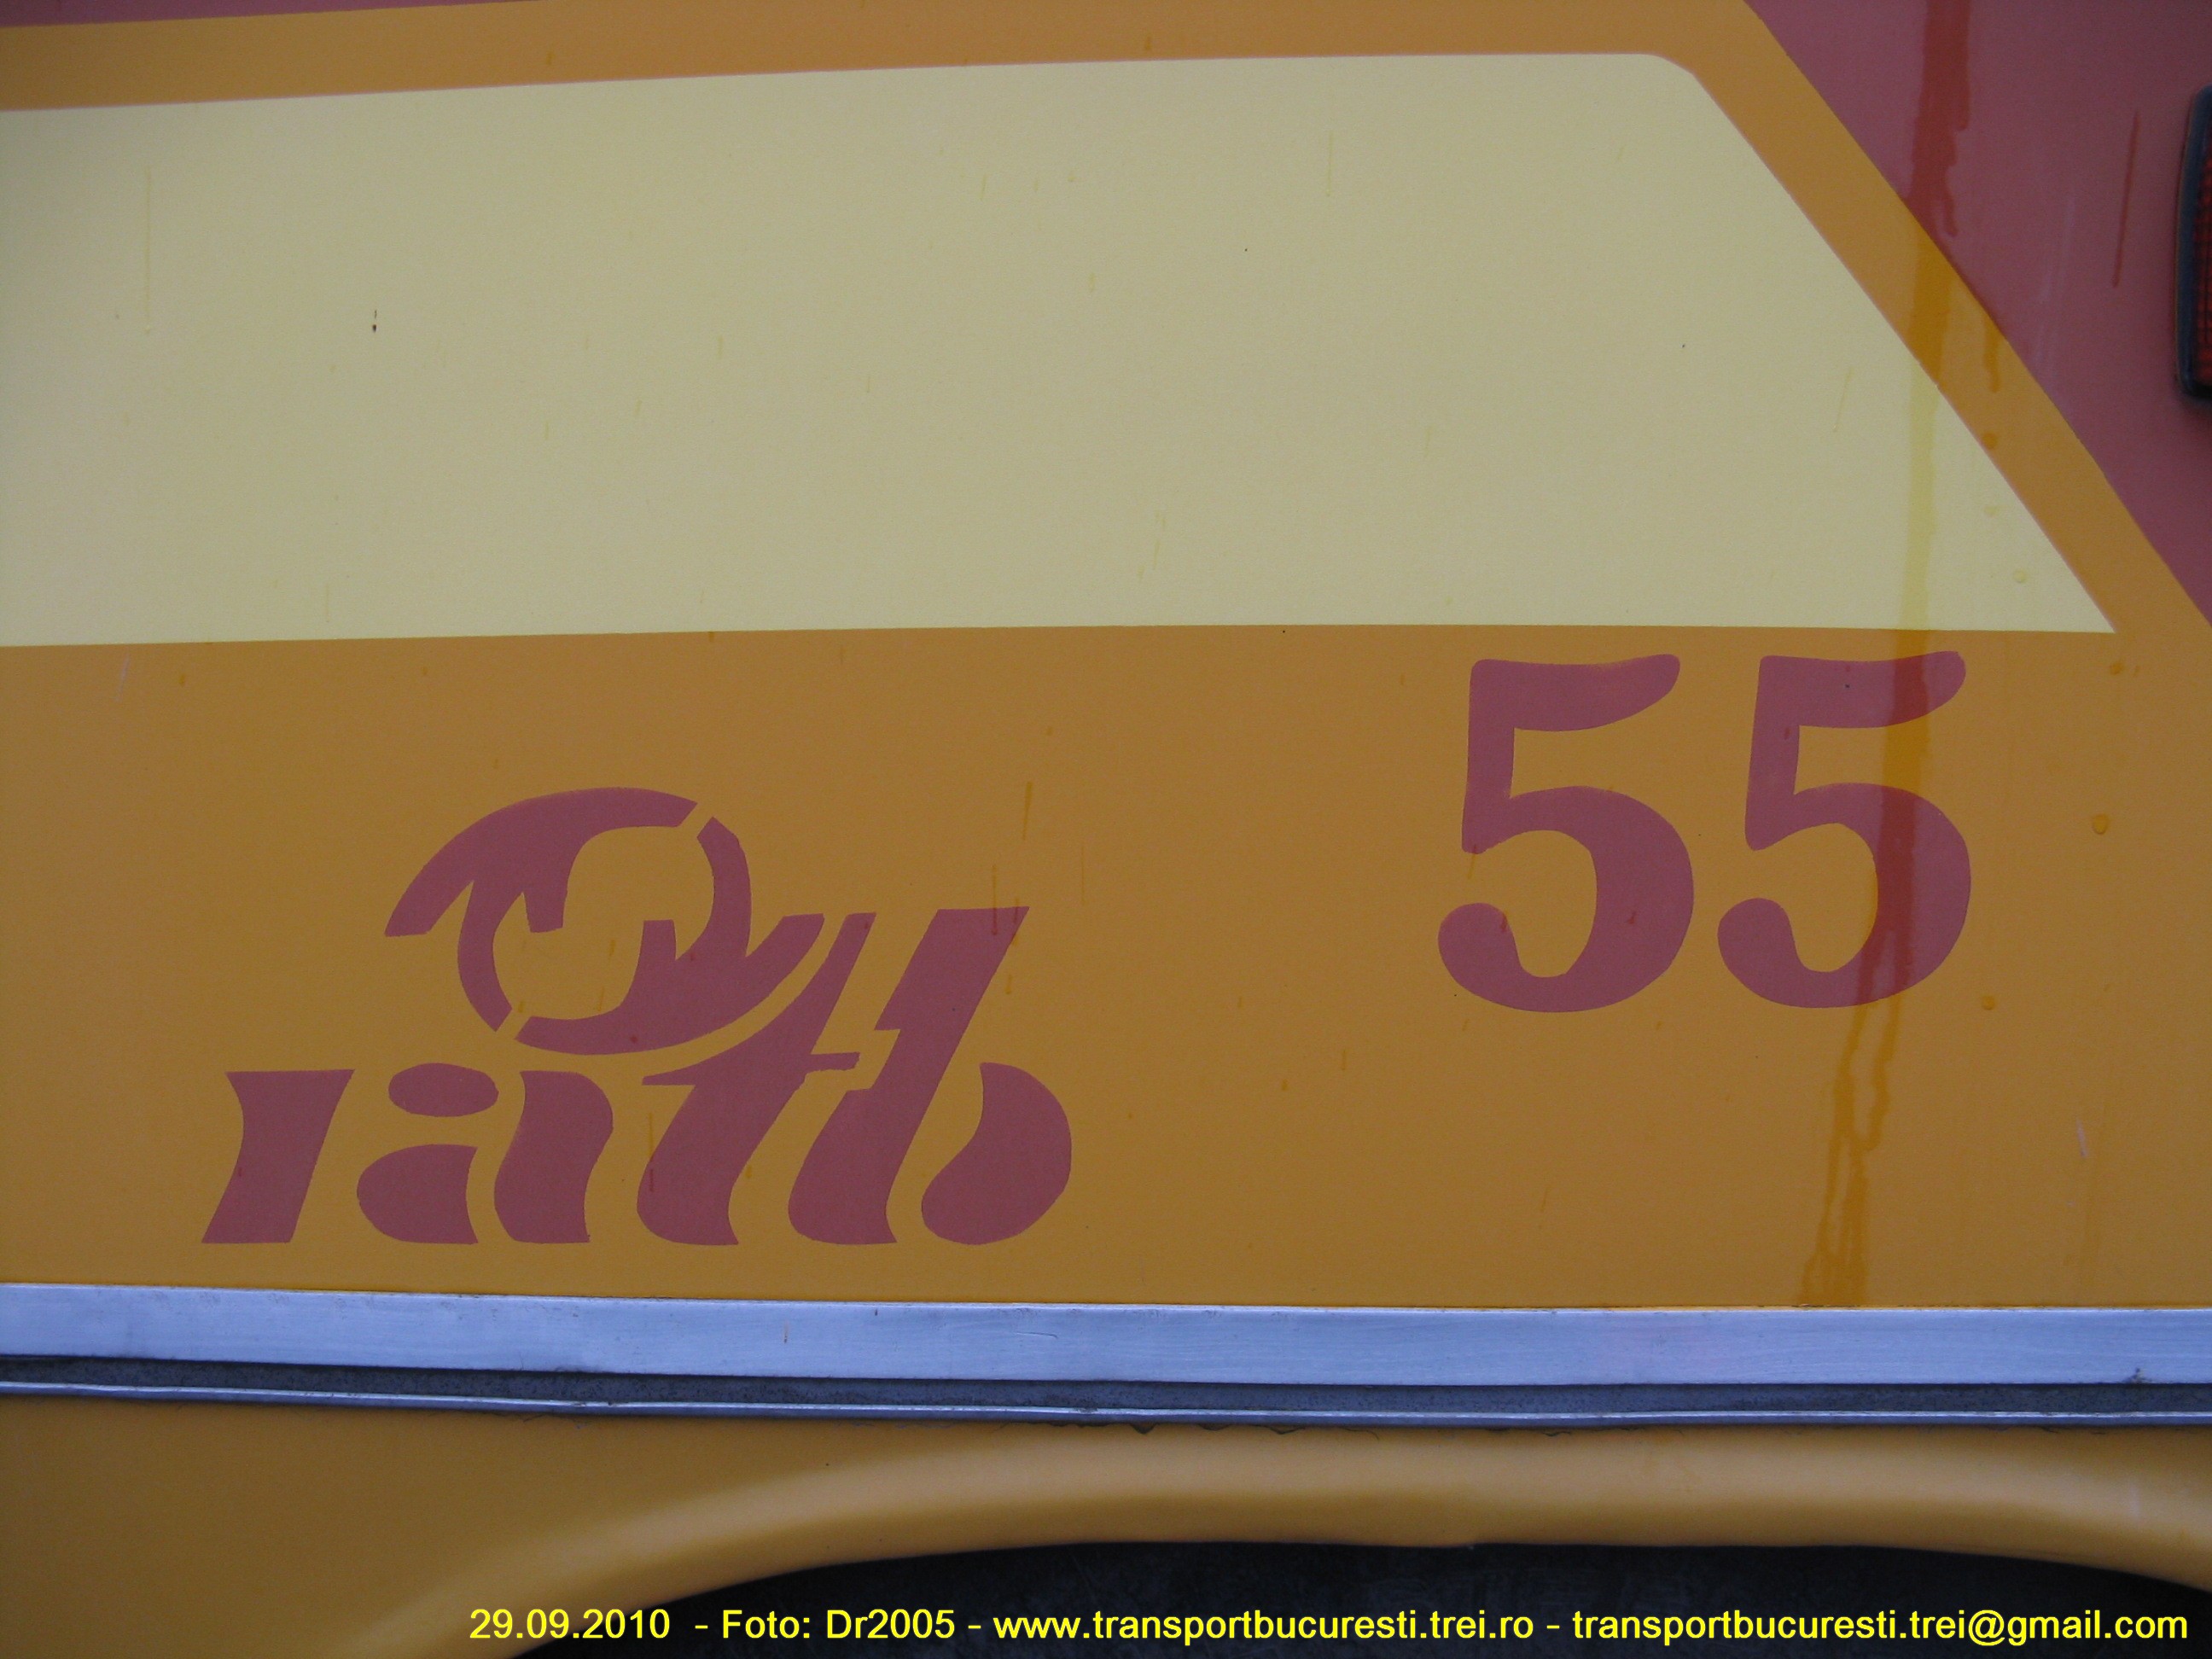 55
ratb
29.09.2010 - Foto: Dr2005 - www.transportbucuresti.trei.ro - transportbucuresti.trei@gmail.com